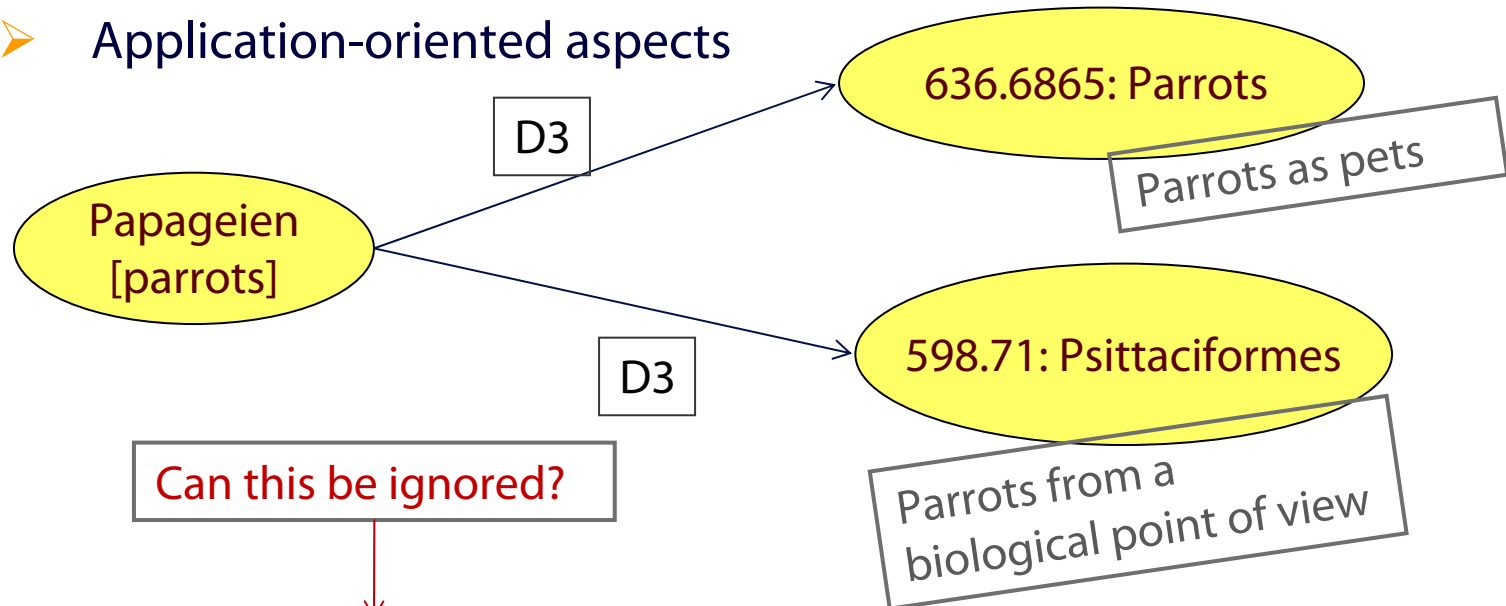 Application-oriented aspects
636.6865: Parrots
D3
Parrots as pets
Papageien
[parrots]
598.71: Psittaciformes
D3
Can this be ignored?
Parrots from a
biological point of view